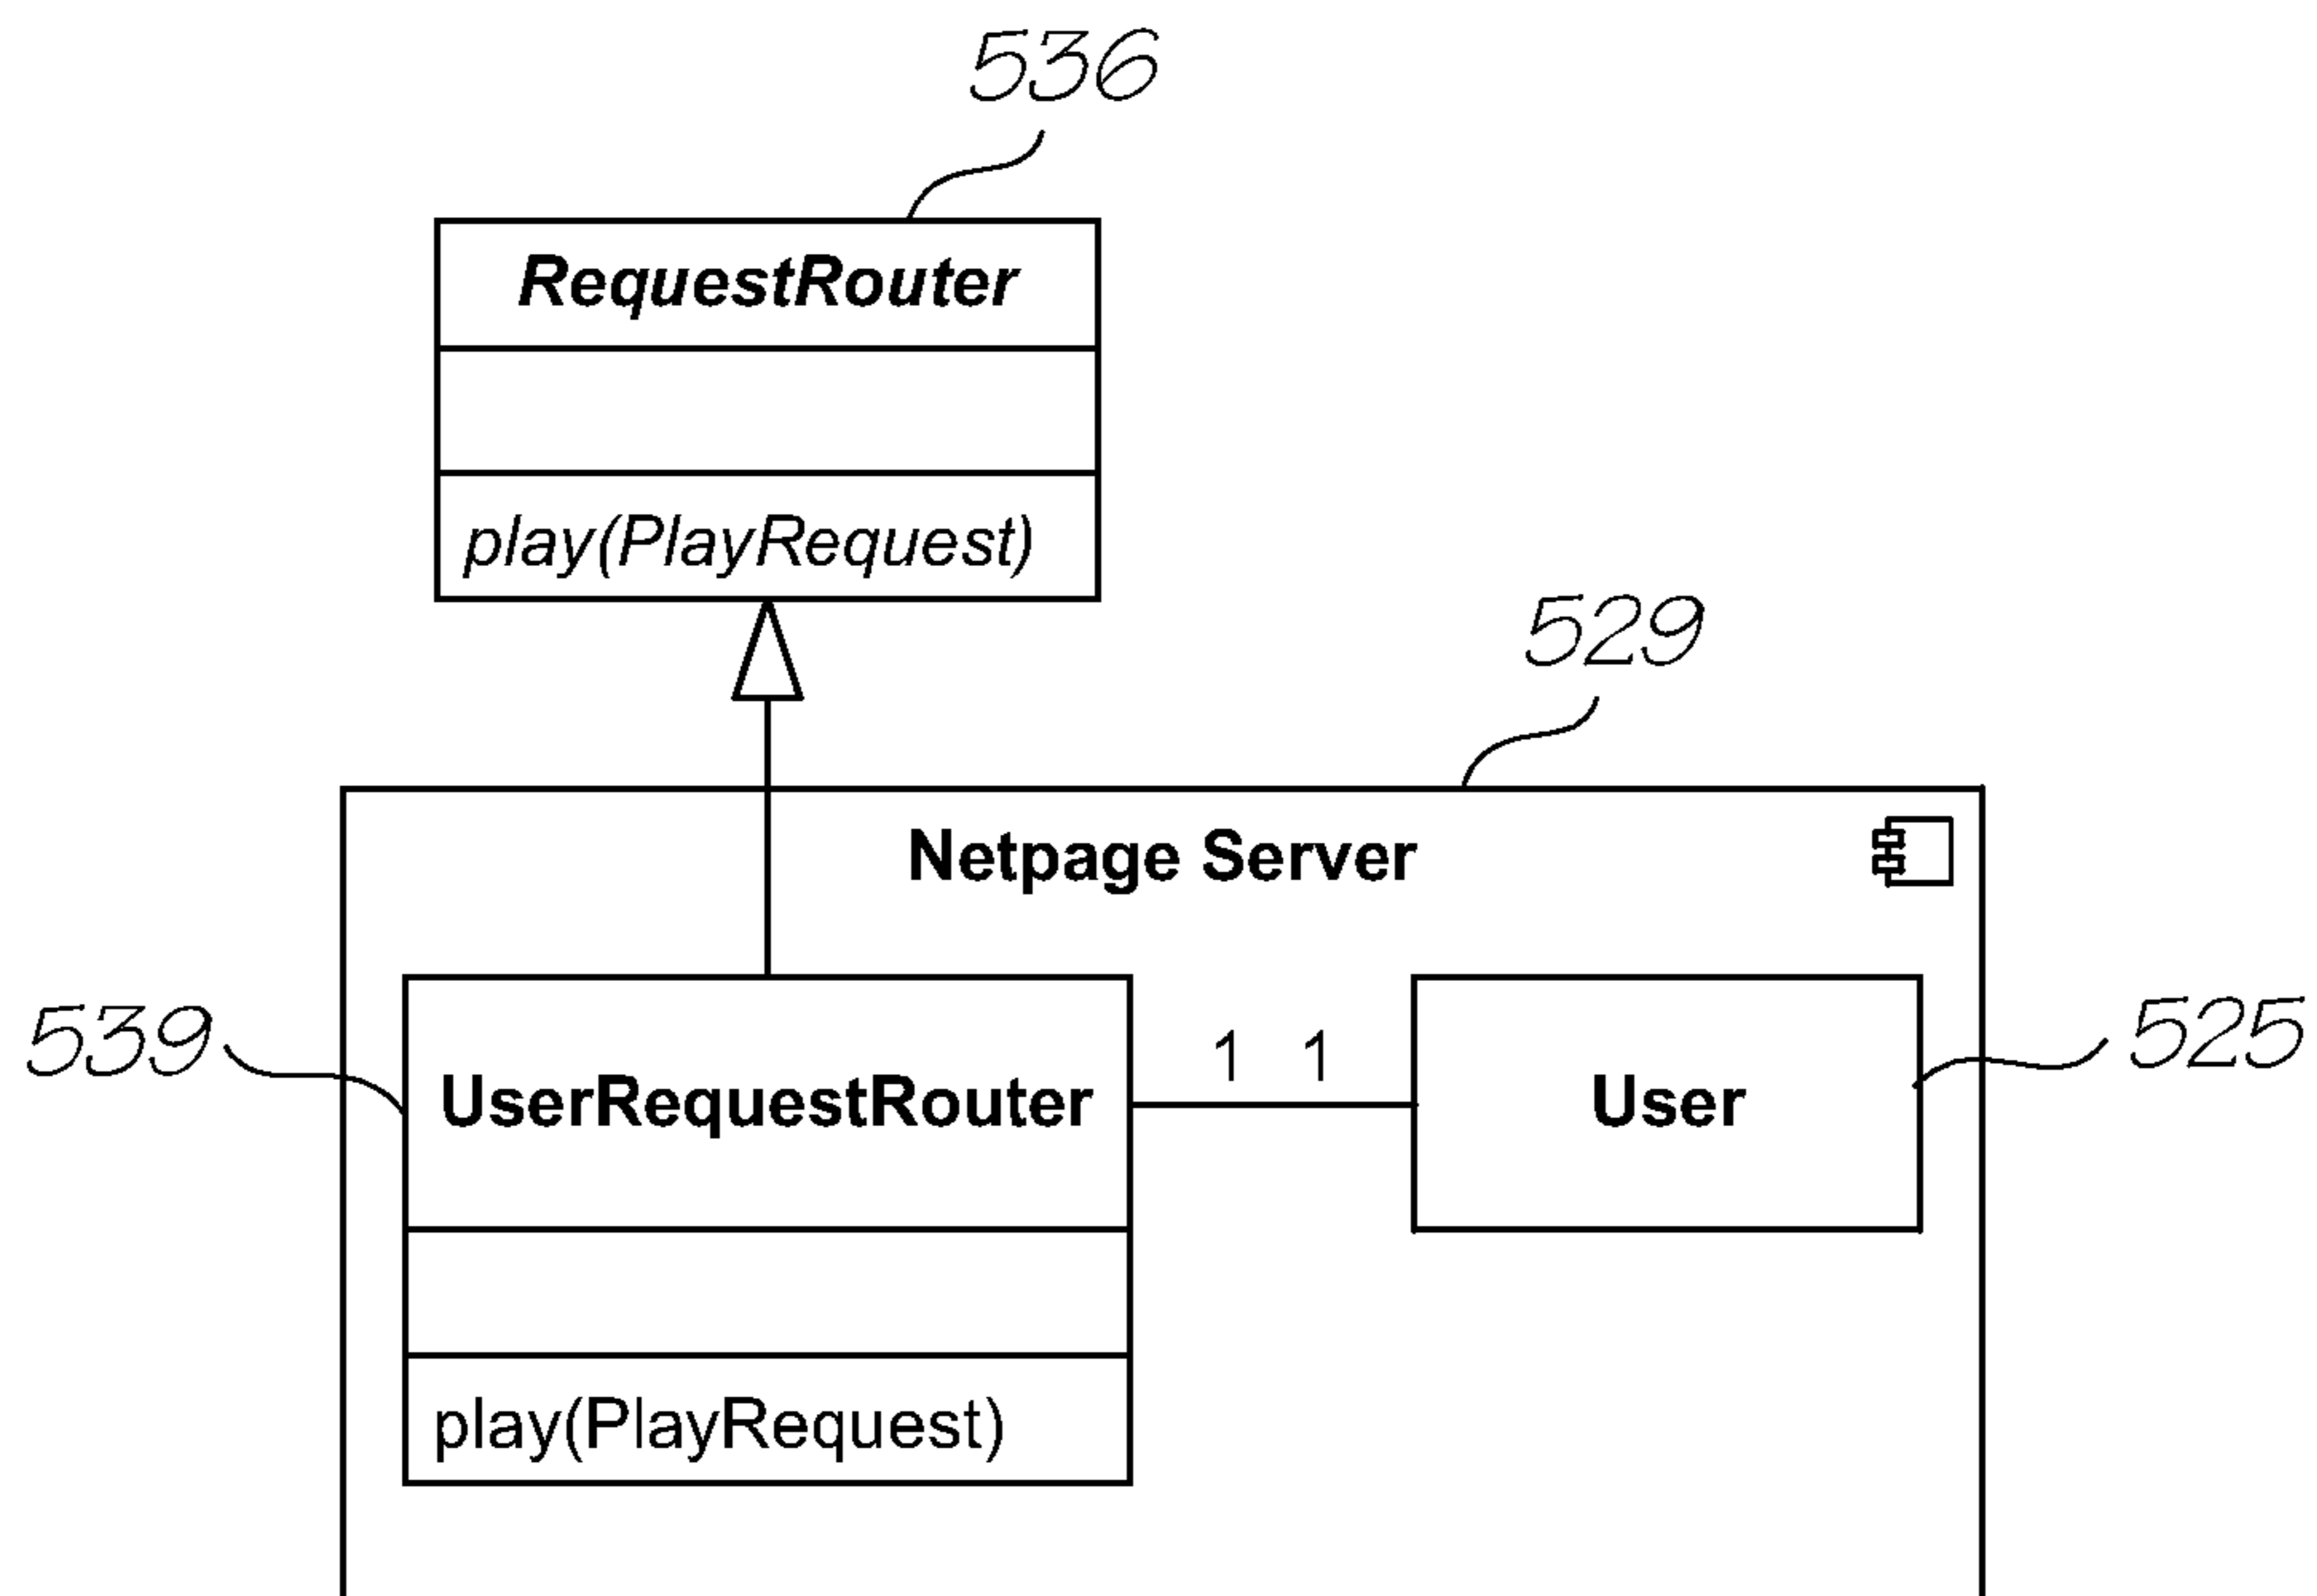 536
RequestRouter
play(PlayRequest)
529
Netpage Server
539
UserRequestRouter
1 1
User
525
play(PlayRequest)